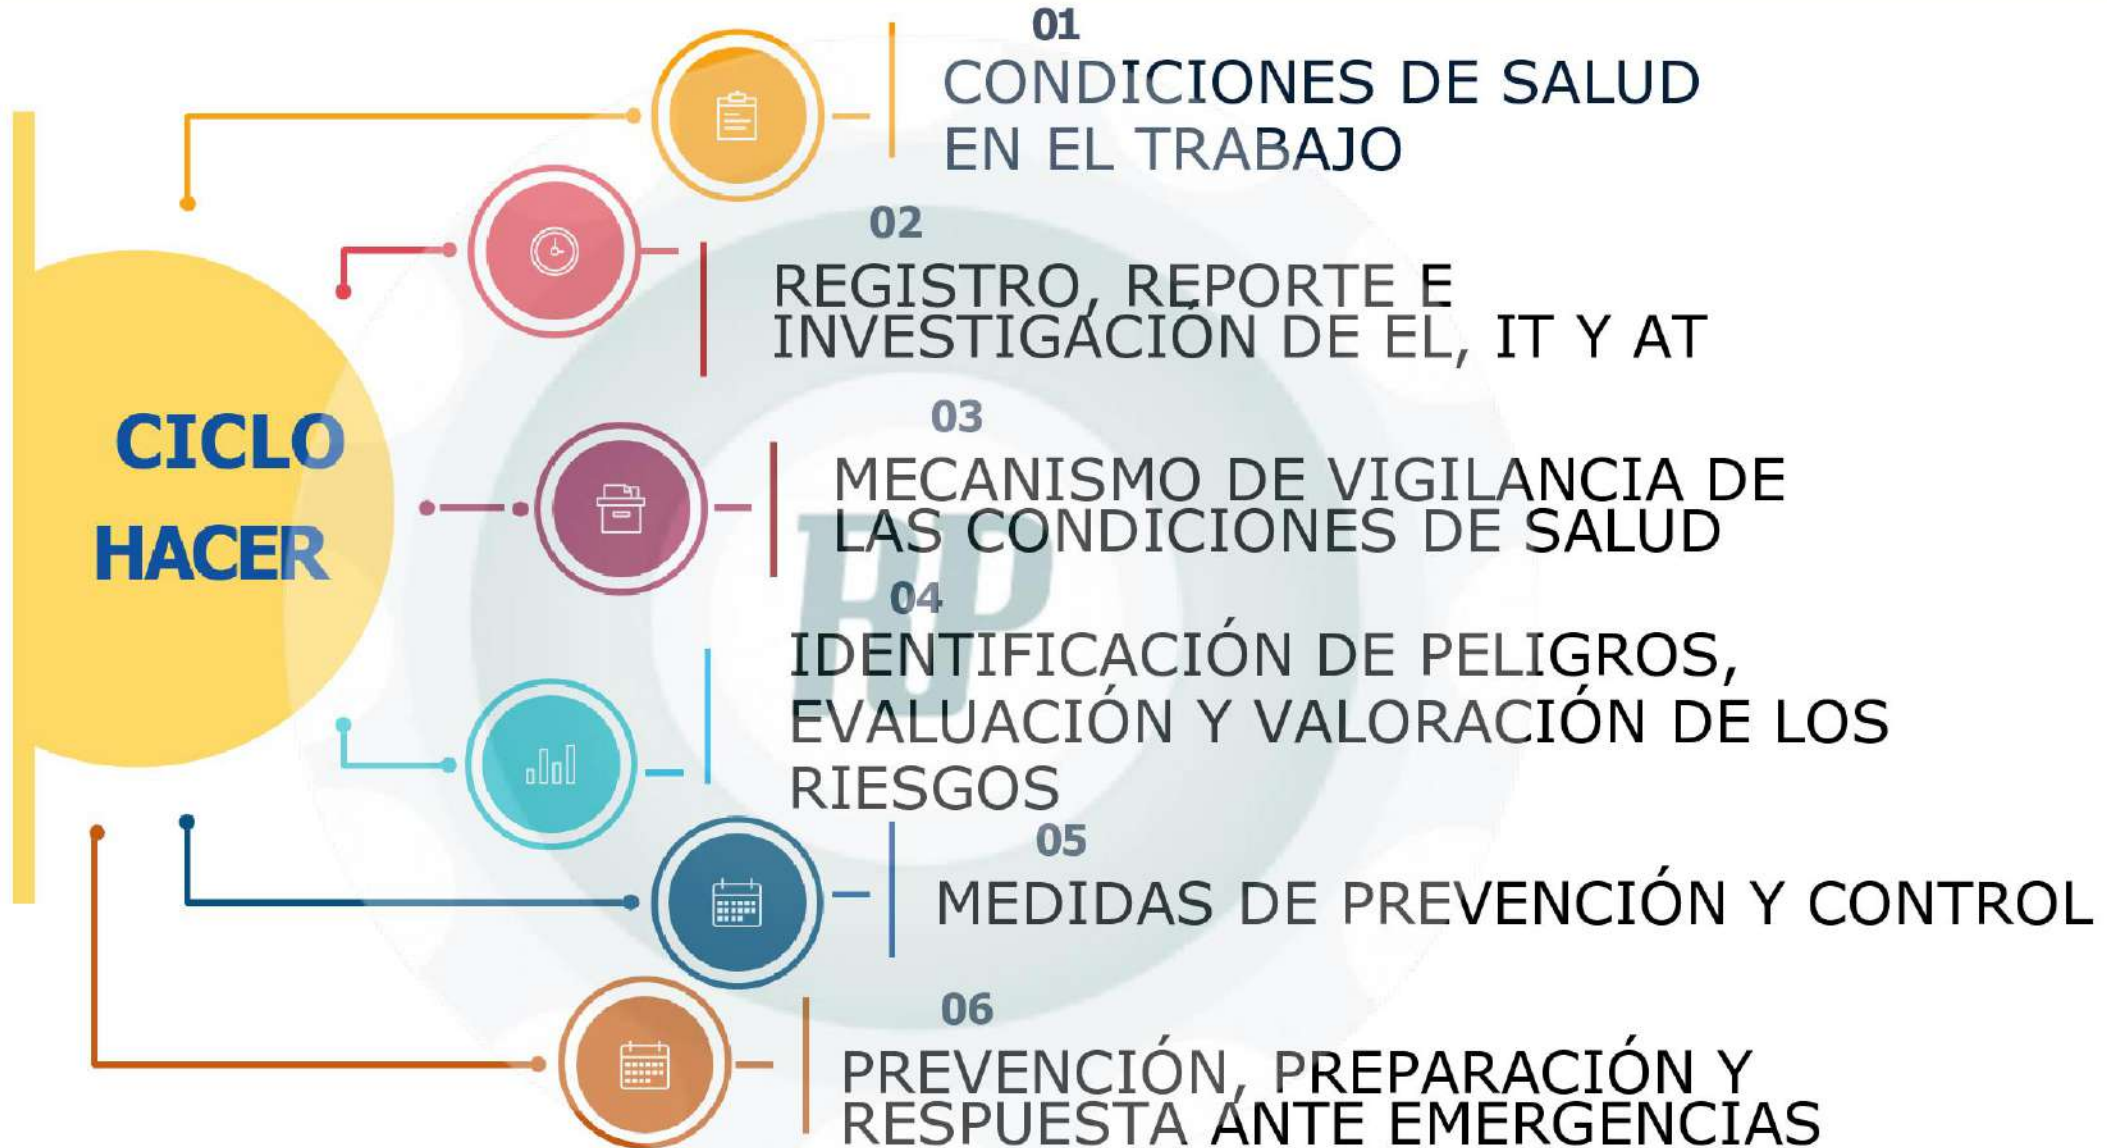 CICLO
HACER
01
CONDICIONES DE SALUD
EN EL TRABAJO
02
REGISTRO, REPORTE E
INVESTIGACIÓN DE EL, IT Y AT
03
MECANISMO DE VIGILANCIA DE
LAS CONDICIONES DE SALUD
04
IDENTIFICACIÓN DE PELIGROS,
EVALUACIÓN Y VALORACIÓN DE LOS
RIESGOS
05
MEDIDAS DE PREVENCIÓN Y CONTROL
06
PREVENCIÓN, PREPARACIÓN Y
RESPUESTA ANTE EMERGENCIAS
RP